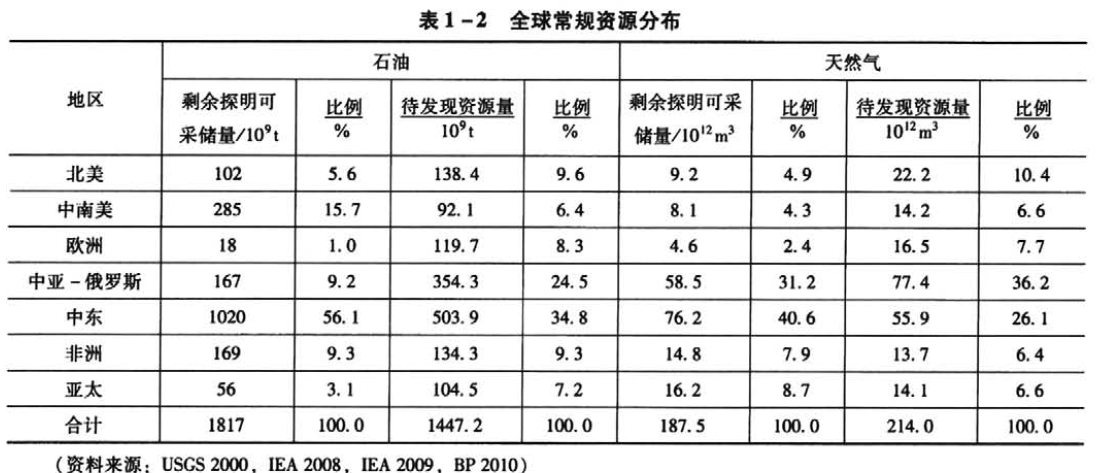 表1-2 全球常规资源分布
地区 石油 天然气
剩余探明可采储量/10⁹t 比例% 待发现资源量10⁹t 比例% 剩余探明可采储量/10¹²m³ 比例% 待发现资源量10¹²m³ 比例%
北美 102 5.6 138.4 9.6 9.2 4.9 22.2 10.4
中南美 285 15.7 92.1 6.4 8.1 4.3 14.2 6.6
欧洲 18 1.0 119.7 8.3 4.6 2.4 16.5 7.7
中亚-俄罗斯 167 9.2 354.3 24.5 58.5 31.2 77.4 36.2
中东 1020 56.1 503.9 34.8 76.2 40.6 55.9 26.1
非洲 169 9.3 134.3 9.3 14.8 7.9 13.7 6.4
亚太 56 3.1 104.5 7.2 16.2 8.7 14.1 6.6
合计 1817 100.0 1447.2 100.0 187.5 100.0 214.0 100.0
(资料来源：USGS 2000，IEA 2008，IEA 2009，BP 2010)